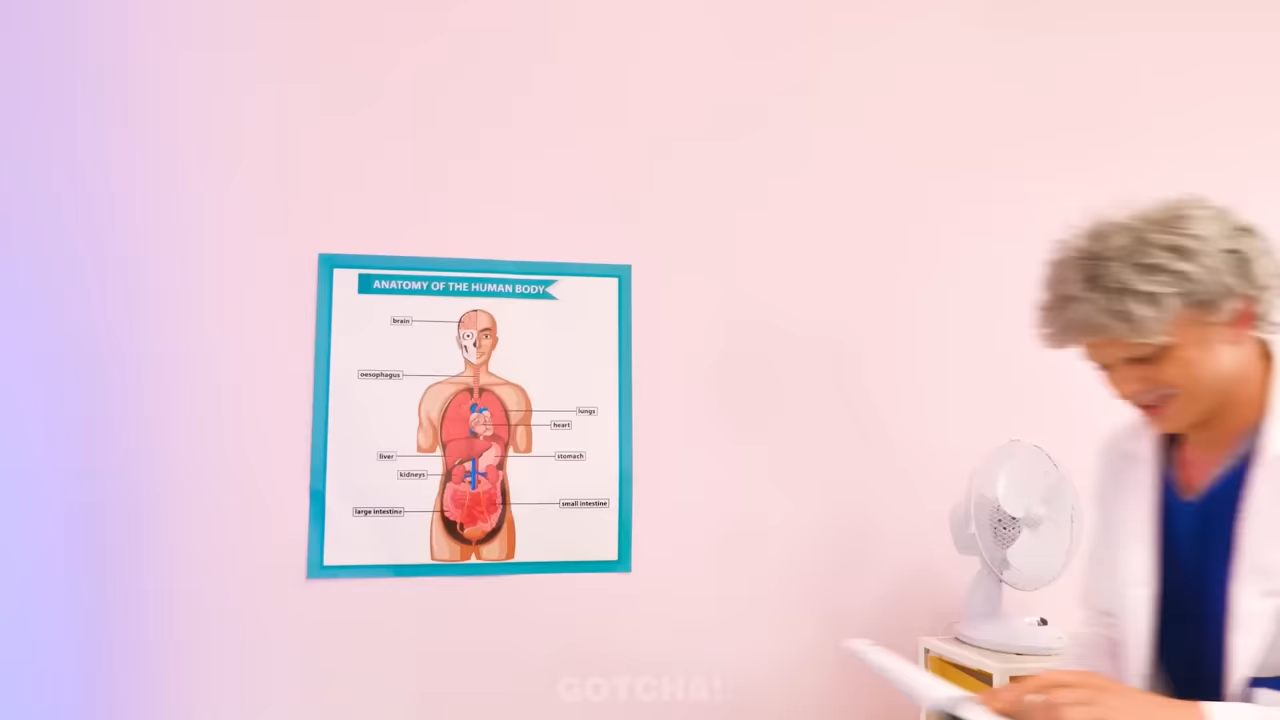 ANATOMY OF THE HUMAN BODY
brain
oesophagus
lungs
heart
liver
stomach
kidneys
small intestine
large intestine
GOTCHA!